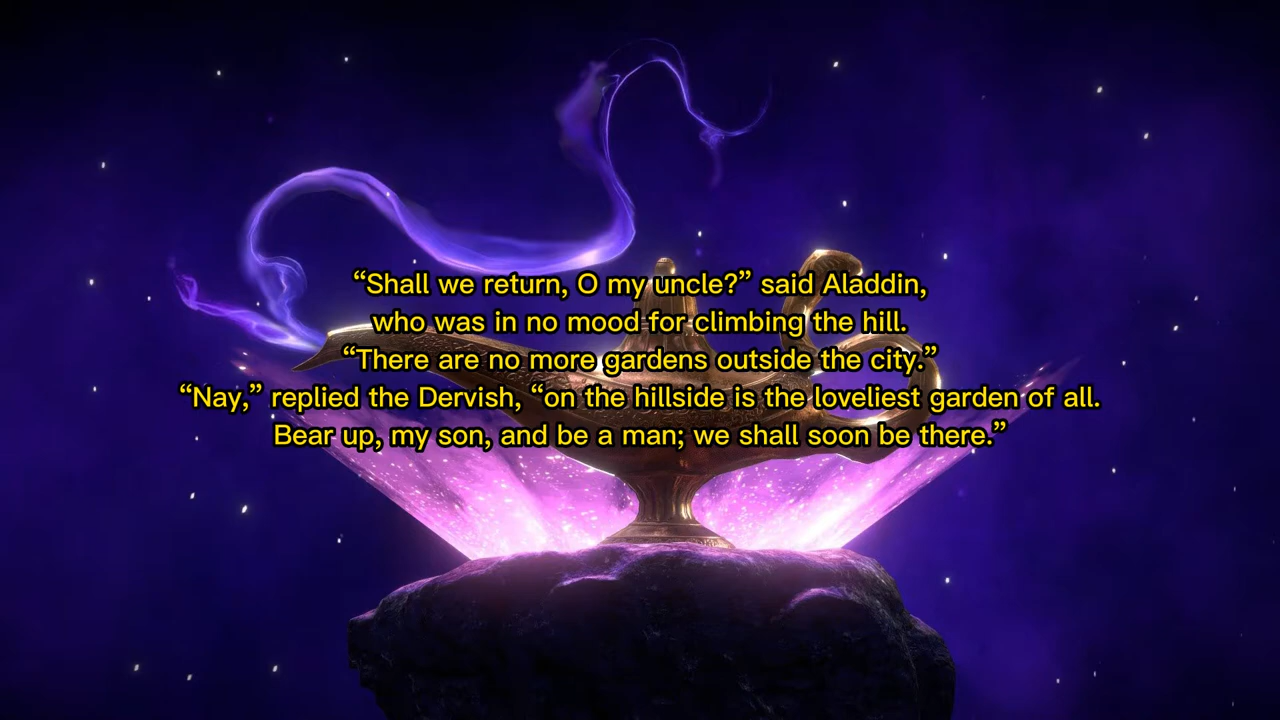 “Shall we return, O my uncle?” said Aladdin,
who was in no mood for climbing the hill.
“There are no more gardens outside the city.”
“Nay,” replied the Dervish, “on the hillside is the loveliest garden of all.
Bear up, my son, and be a man; we shall soon be there.”